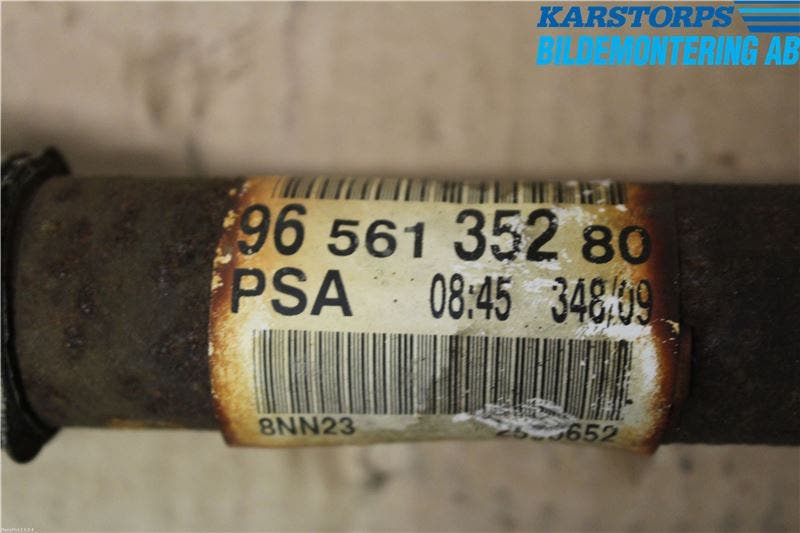 KARSTORPS
BILDEMONTERING AB
96 561 352 80
PSA 08:45 348/09
8NN23